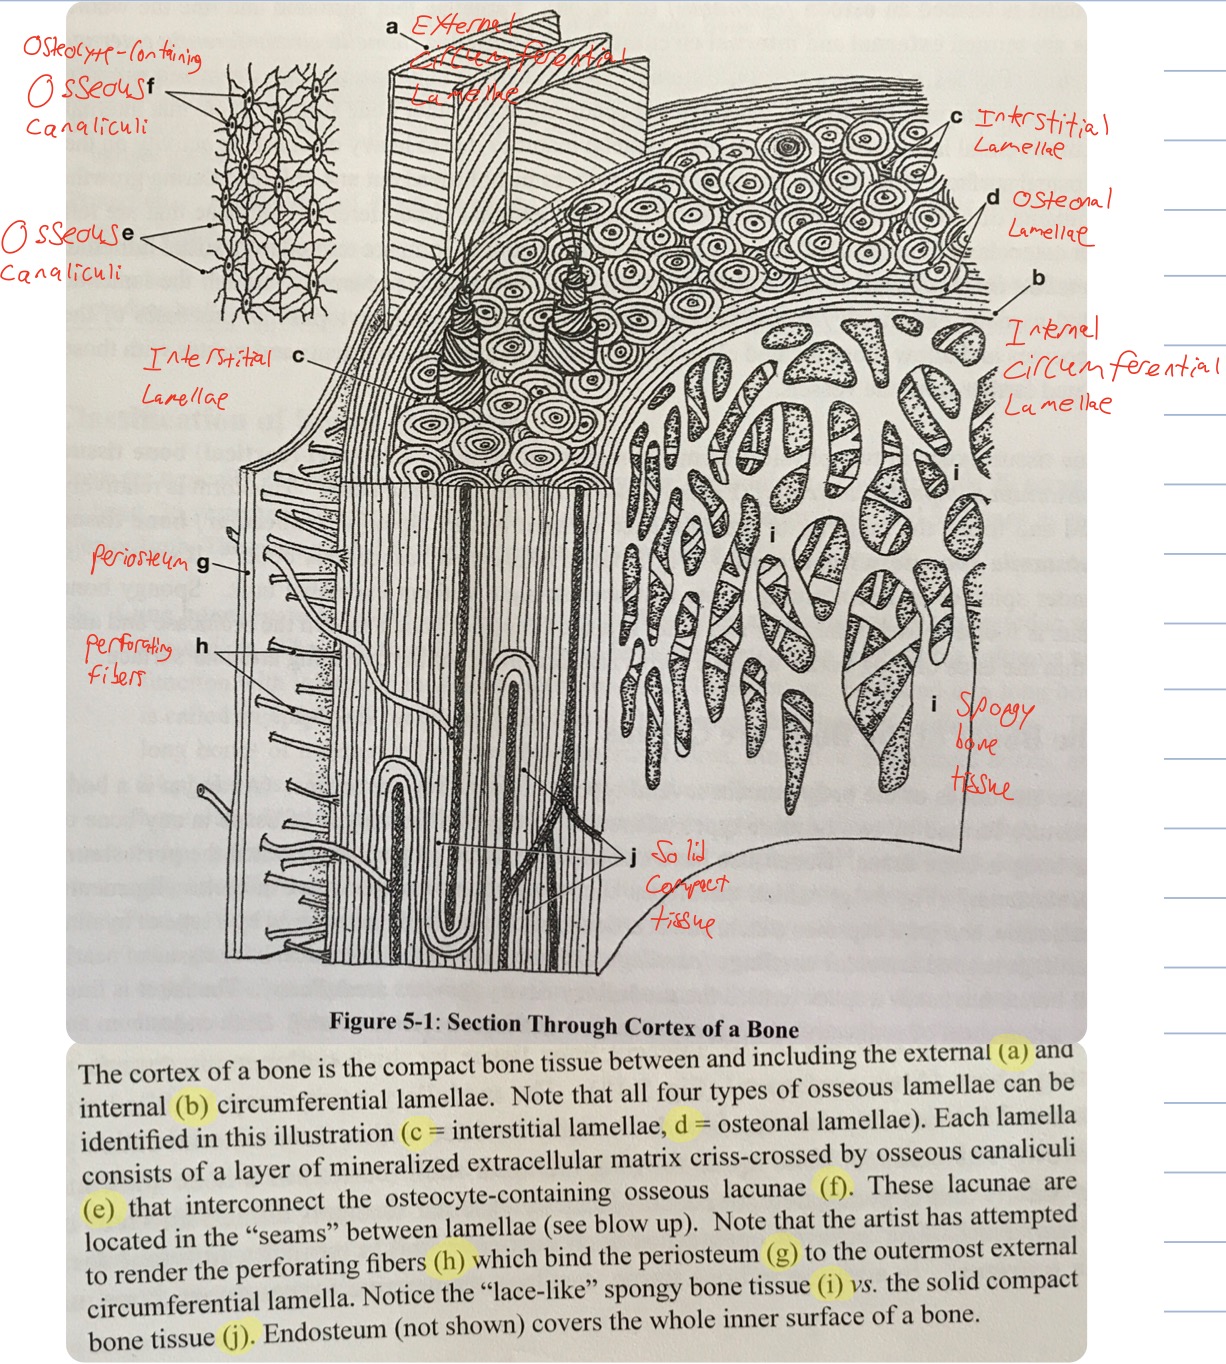 a External
Circumferential
Lamellae
Osteocyte-Containing
Osseous f
Canaliculi
c Interstitial
Lamellae
d Osteonal
Lamellae
Osseous e
Canaliculi
b
Internal
Circumferential
Lamellae
Interstitial c
Lamellae
i
i
periosteum g
perforating h
fibers
i Spongy
bone
tissue
j Solid
Compact
tissue
Figure 5-1: Section Through Cortex of a Bone
The cortex of a bone is the compact bone tissue between and including the external (a) and
internal (b) circumferential lamellae. Note that all four types of osseous lamellae can be
identified in this illustration (c = interstitial lamellae, d = osteonal lamellae). Each lamella
consists of a layer of mineralized extracellular matrix criss-crossed by osseous canaliculi
(e) that interconnect the osteocyte-containing osseous lacunae (f). These lacunae are
located in the “seams” between lamellae (see blow up). Note that the artist has attempted
to render the perforating fibers (h) which bind the periosteum (g) to the outermost external
circumferential lamella. Notice the “lace-like” spongy bone tissue (i) vs. the solid compact
bone tissue (j). Endosteum (not shown) covers the whole inner surface of a bone.